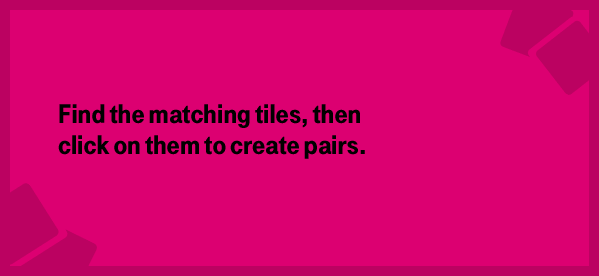 Find the matching tiles, then
click on them to create pairs.